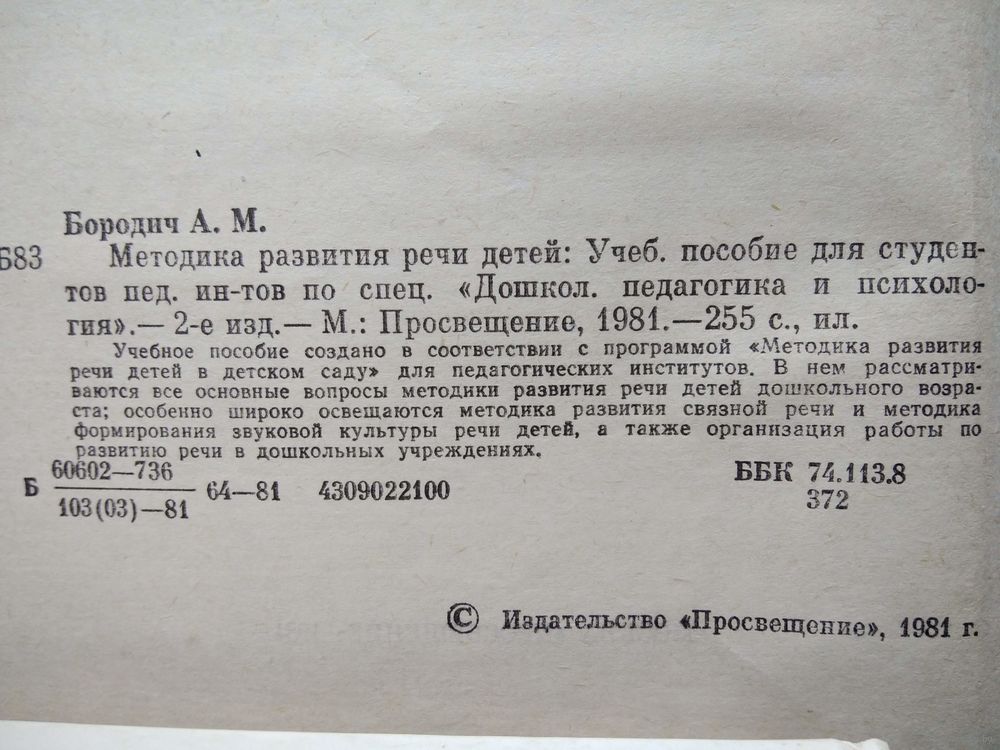 Бородич А. М.
Б83 Методика развития речи детей: Учеб. пособие для студен-
тов пед. ин-тов по спец. «Дошкол. педагогика и психоло-
гия».— 2-е изд.— М.: Просвещение, 1981.—255 с., ил.
Учебное пособие создано в соответствии с программой «Методика развития
речи детей в детском саду» для педагогических институтов. В нем рассматри-
ваются все основные вопросы методики развития речи детей дошкольного возра-
ста; особенно широко освещаются методика развития связной речи и методика
формирования звуковой культуры речи детей, а также организация работы по
развитию речи в дошкольных учреждениях.
60602—736
Б 64—81 4309022100 ББК 74.113.8
103(03)—81 372
© Издательство «Просвещение», 1981 г.